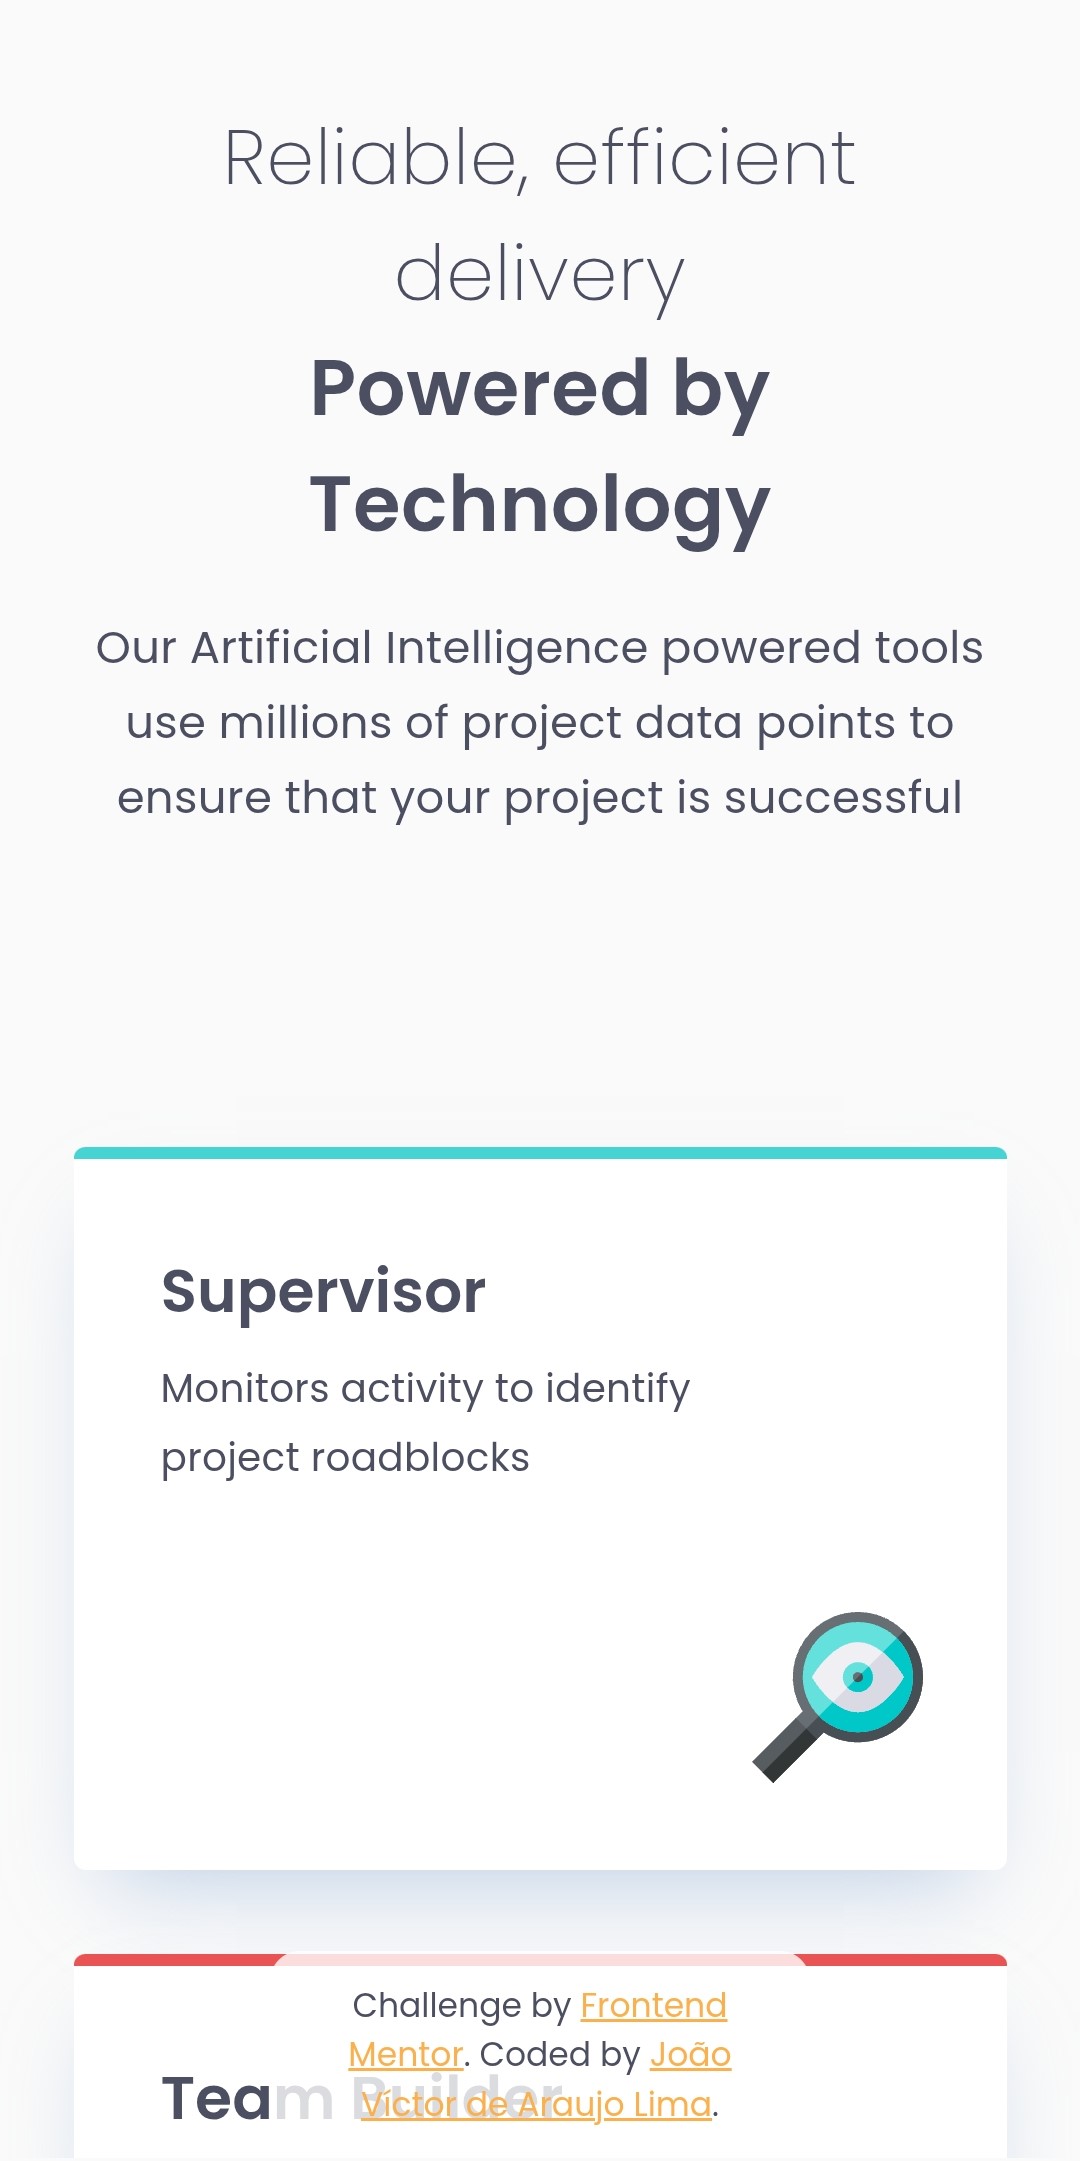 Reliable, efficient
delivery
Powered by
Technology
Our Artificial Intelligence powered tools
use millions of project data points to
ensure that your project is successful
Supervisor
Monitors activity to identify
project roadblocks
Challenge by Frontend
Mentor. Coded by João
Víctor de Araujo Lima.
Team Builder